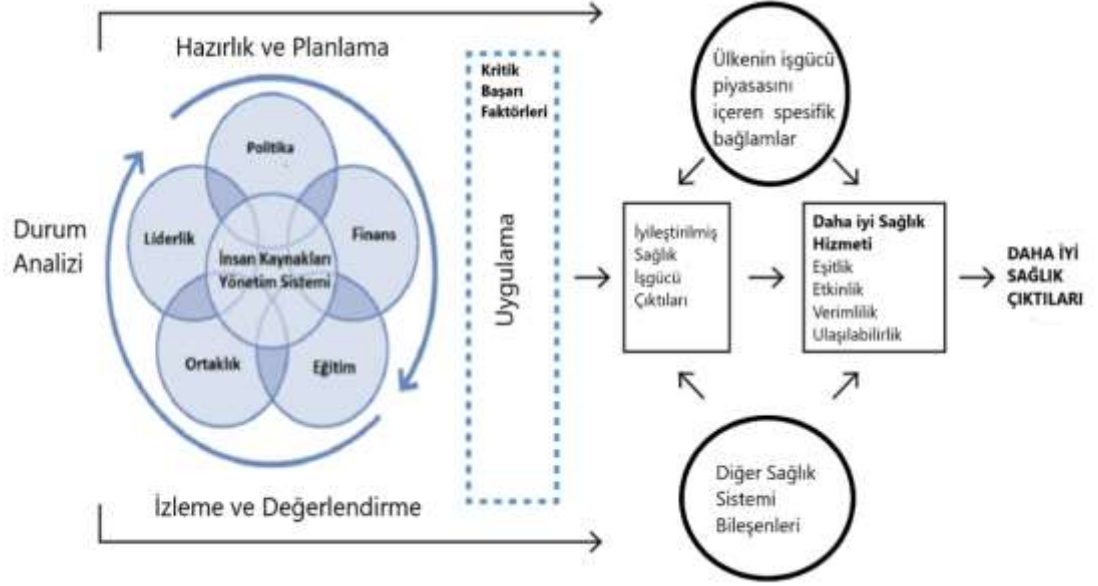 Hazırlık ve Planlama
Durum
Analizi
Politika
Liderlik
Finans
İnsan Kaynakları
Yönetim Sistemi
Ortaklık
Eğitim
İzleme ve Değerlendirme
Kritik
Başarı
Faktörleri
Uygulama
Ülkenin işgücü
piyasasını
içeren spesifik
bağlamlar
İyileştirilmiş
Sağlık
İşgücü
Çıktıları
Daha iyi Sağlık
Hizmeti
Eşitlik
Etkinlik
Verimlilik
Ulaşılabilirlik
DAHA İYİ
SAĞLIK
ÇIKTILARI
Diğer Sağlık
Sistemi
Bileşenleri